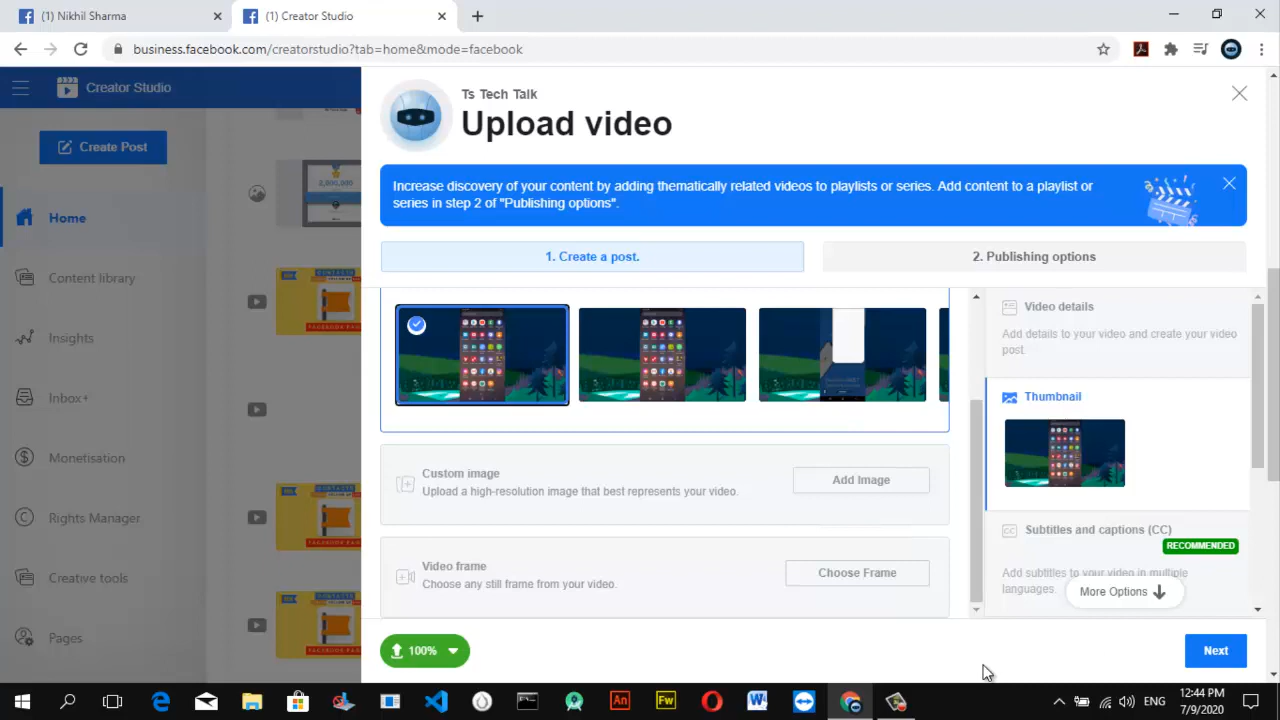 (1) Nikhil Sharma
(1) Creator Studio
business.facebook.com/creatorstudio?tab=home&mode=facebook
Creator Studio
Create Post
Home
Content library
Insights
Inbox+
Monetisation
Rights Manager
Creative tools
Pages
2,000,000
Ts Tech Talk
Upload video
Increase discovery of your content by adding thematically related videos to playlists or series. Add content to a playlist or
series in step 2 of "Publishing options".
1. Create a post.
2. Publishing options
Custom image
Upload a high-resolution image that best represents your video.
Add Image
Video frame
Choose any still frame from your video.
Choose Frame
Video details
Add details to your video and create your video
post.
Thumbnail
Subtitles and captions (CC)
RECOMMENDED
Add subtitles to your video in multiple
languages.
More Options
100%
Next
An
Fw
ENG
12:44 PM
7/9/2020